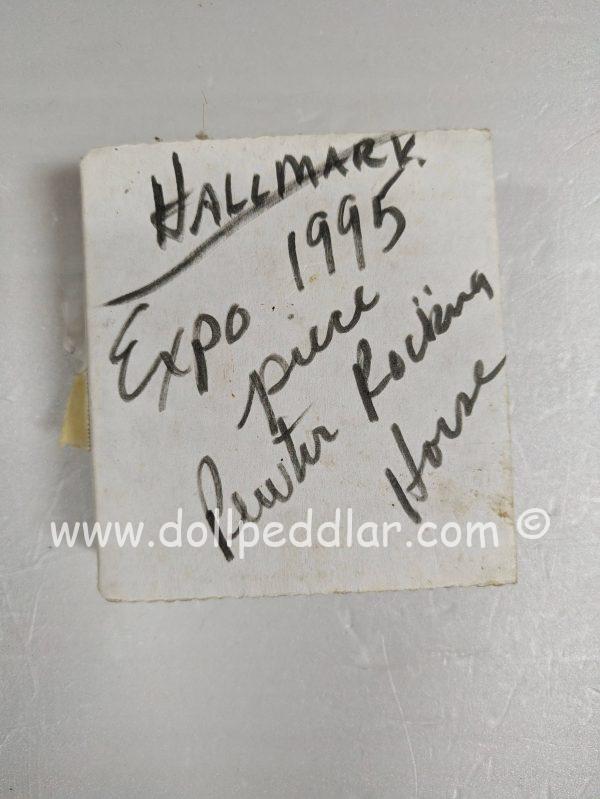 HALLMARK
1995
Expo
piece
Pewter Rocking
Horse
www.dollpeddlar.com ©